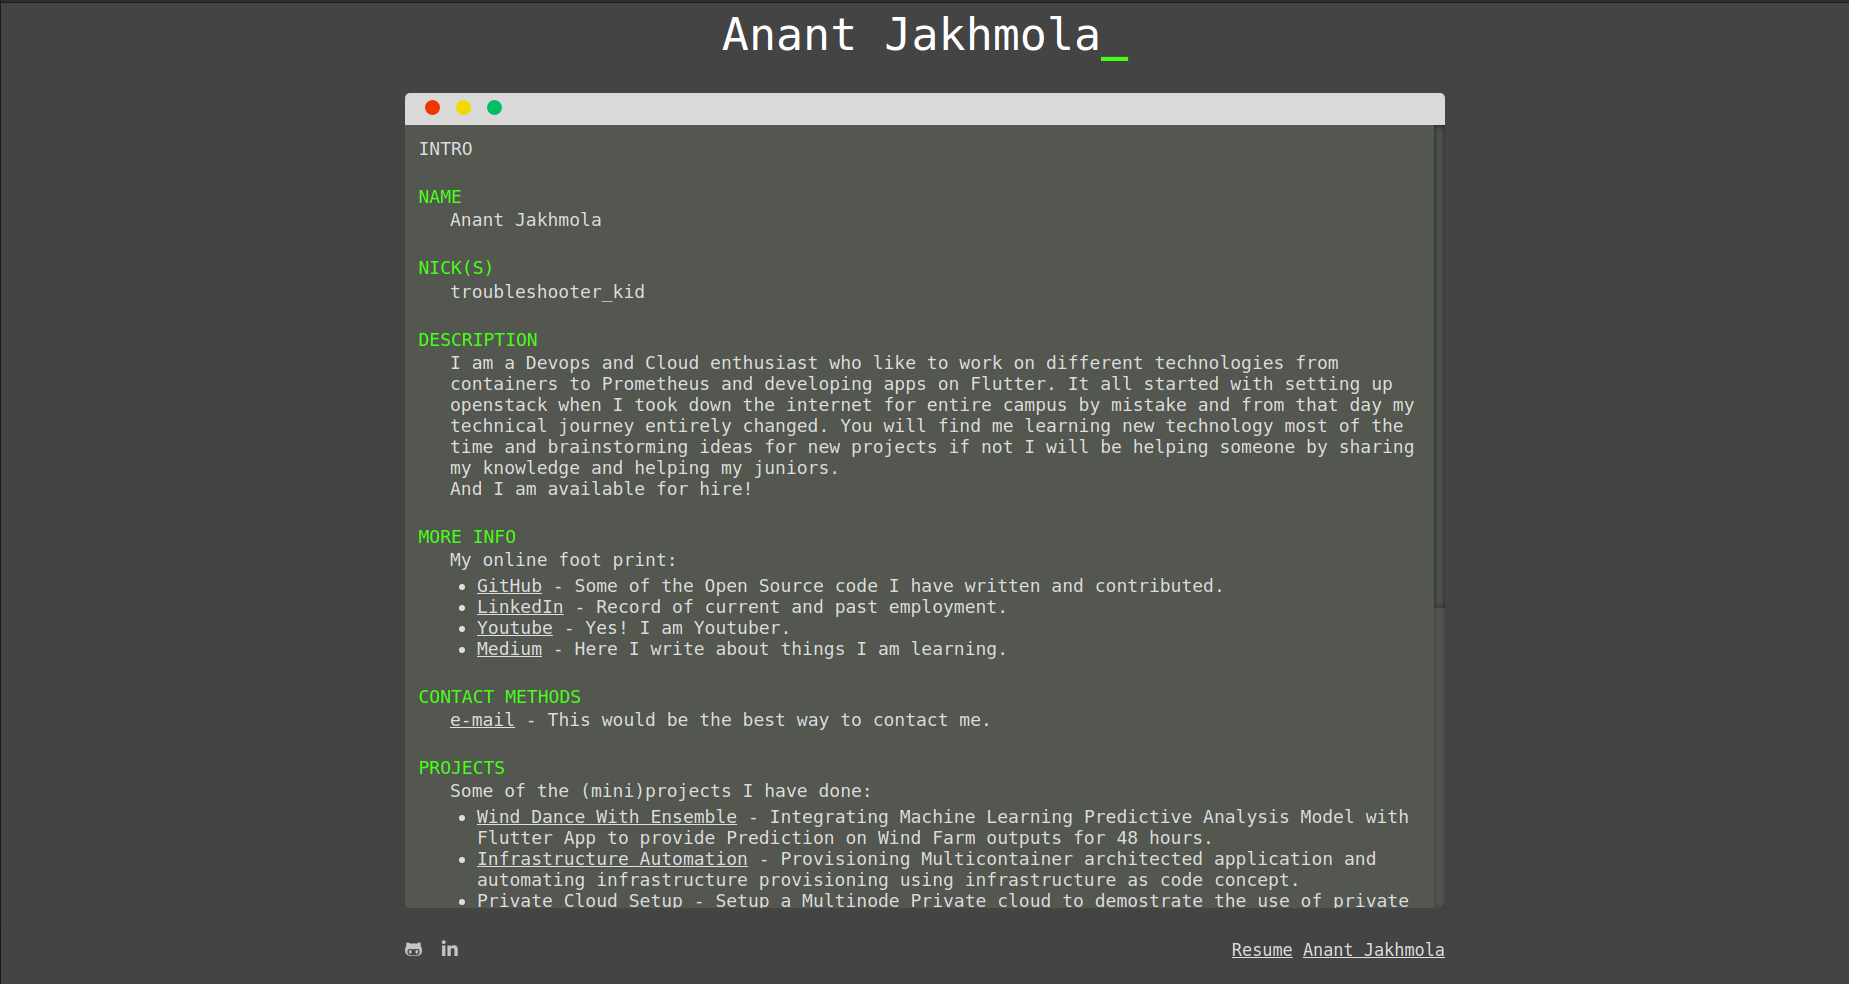 Anant Jakhmola_
INTRO
NAME
Anant Jakhmola
NICK(S)
troubleshooter_kid
DESCRIPTION
I am a Devops and Cloud enthusiast who like to work on different technologies from
containers to Prometheus and developing apps on Flutter. It all started with setting up
openstack when I took down the internet for entire campus by mistake and from that day my
technical journey entirely changed. You will find me learning new technology most of the
time and brainstorming ideas for new projects if not I will be helping someone by sharing
my knowledge and helping my juniors.
And I am available for hire!
MORE INFO
My online foot print:
• GitHub - Some of the Open Source code I have written and contributed.
• LinkedIn - Record of current and past employment.
• Youtube - Yes! I am Youtuber.
• Medium - Here I write about things I am learning.
CONTACT METHODS
e-mail - This would be the best way to contact me.
PROJECTS
Some of the (mini)projects I have done:
• Wind Dance With Ensemble - Integrating Machine Learning Predictive Analysis Model with
Flutter App to provide Prediction on Wind Farm outputs for 48 hours.
• Infrastructure Automation - Provisioning Multicontainer architected application and
automating infrastructure provisioning using infrastructure as code concept.
• Private Cloud Setup - Setup a Multinode Private cloud to demostrate the use of private
in
Resume Anant Jakhmola